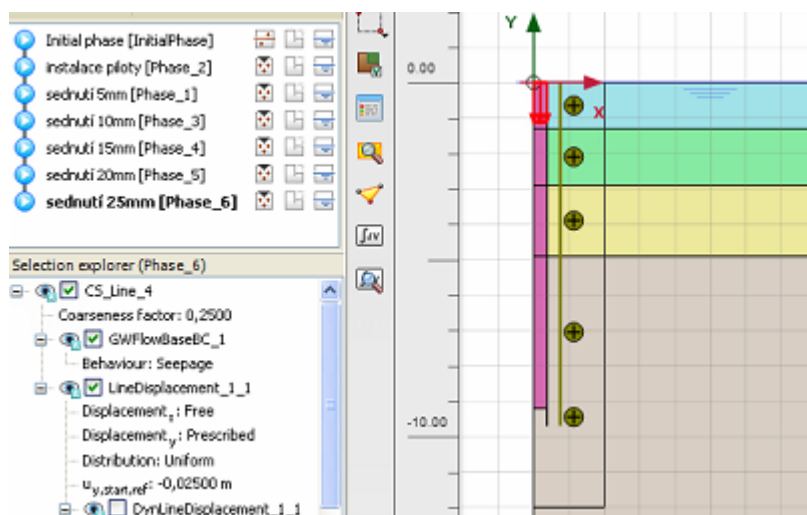 Initial phase [InitialPhase]
instalace piloty [Phase_2]
sednutí 5mm [Phase_1]
sednutí 10mm [Phase_3]
sednutí 15mm [Phase_4]
sednutí 20mm [Phase_5]
sednutí 25mm [Phase_6]
Selection explorer (Phase_6)
CS_Line_4
Coarseness factor: 0,2500
GWFlowBaseBC_1
Behaviour: Seepage
LineDisplacement_1_1
Displacement
: Free
Displacementy: Prescribed
Distribution: Uniform
uy,start,ref: -0,02500 m
DynLineDisplacement_1_1
Y
0.00
X
-10.00